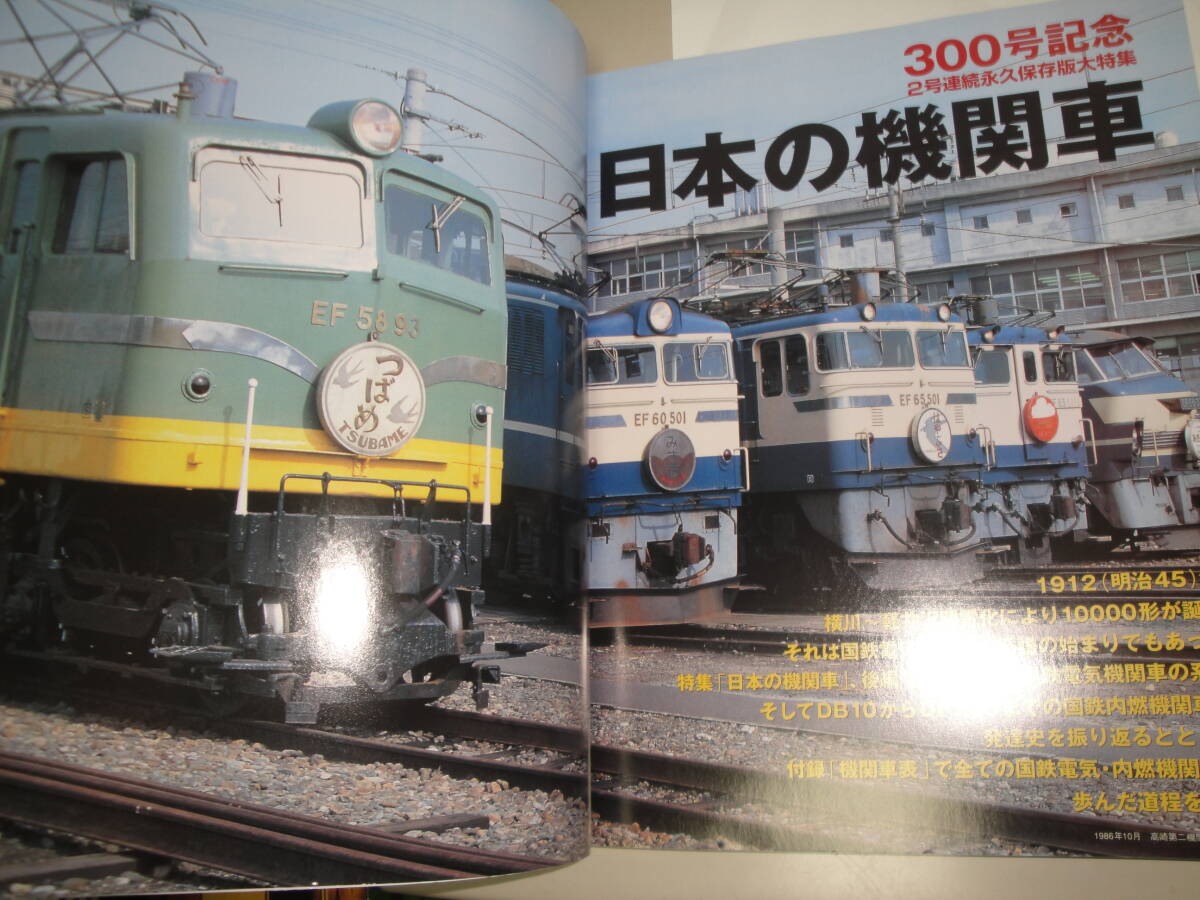 300号記念
2号連続永久保存版大特集
日本の機関車
EF 58 93
つばめ
TSUBAME
EF 60 501
EF 65 501
1912(明治45)
横川~
化により10000形が誕
それは国鉄電
の始まりでもあっ
特集「日本の機関車」、後
電気機関車の系
そしてDB10から
の国鉄内燃機関車
発達史を振り返るとと
付録「機関車表」で全ての国鉄電気・内燃機関
歩んだ道程を
1986年10月 高崎第二機